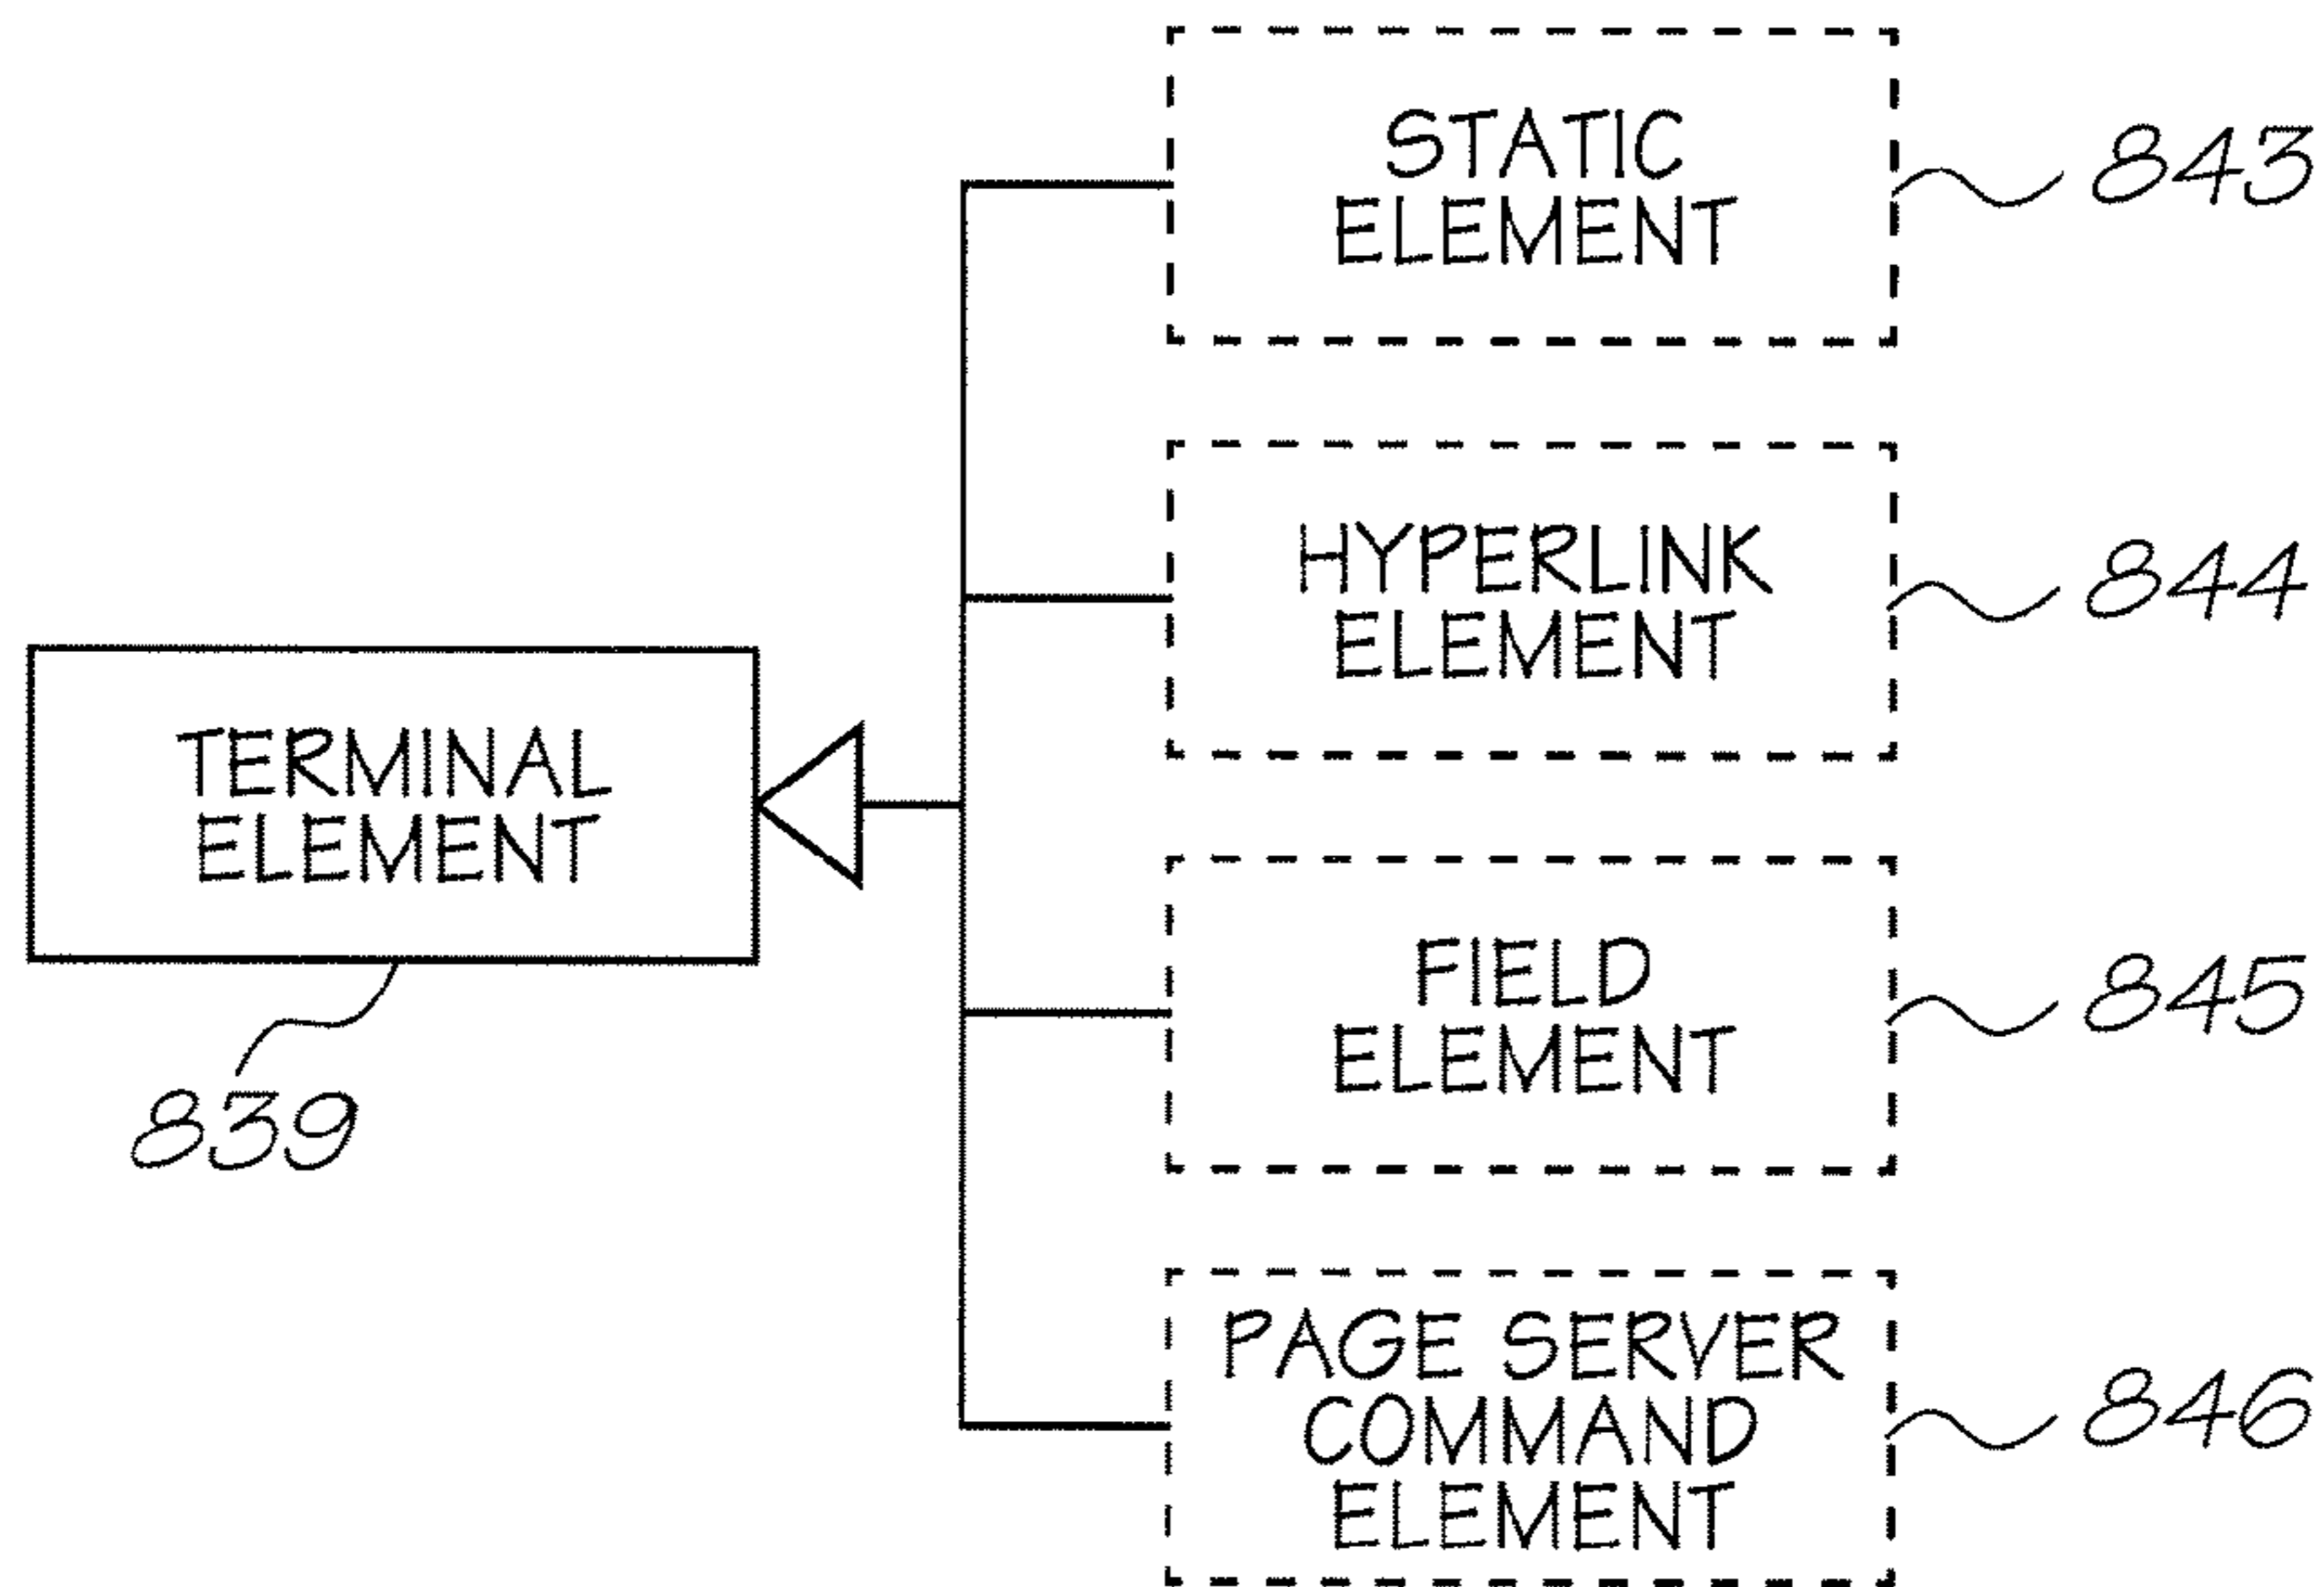 STATIC
ELEMENT
843
HYPERLINK
ELEMENT
844
TERMINAL
ELEMENT
839
FIELD
ELEMENT
845
PAGE SERVER
COMMAND
ELEMENT
846